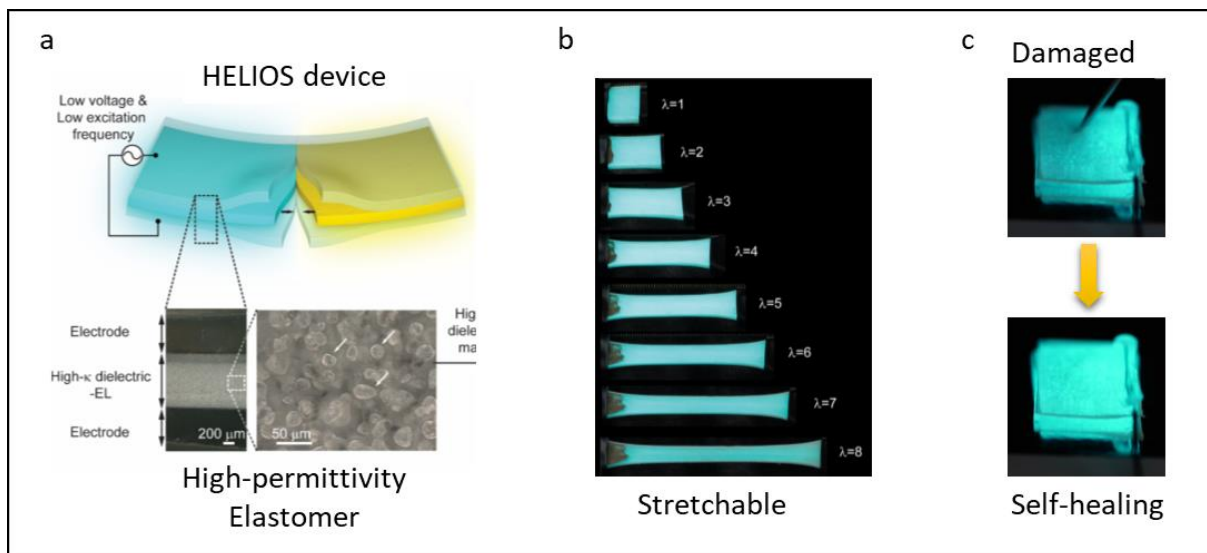 a
HELIOS device
Low voltage &
Low excitation
frequency
Electrode
High-κ dielectric
-EL
Electrode
200 μm
50 μm
High-permittivity
Elastomer
b
λ=1
λ=2
λ=3
λ=4
λ=5
λ=6
λ=7
λ=8
Stretchable
c
Damaged
Self-healing